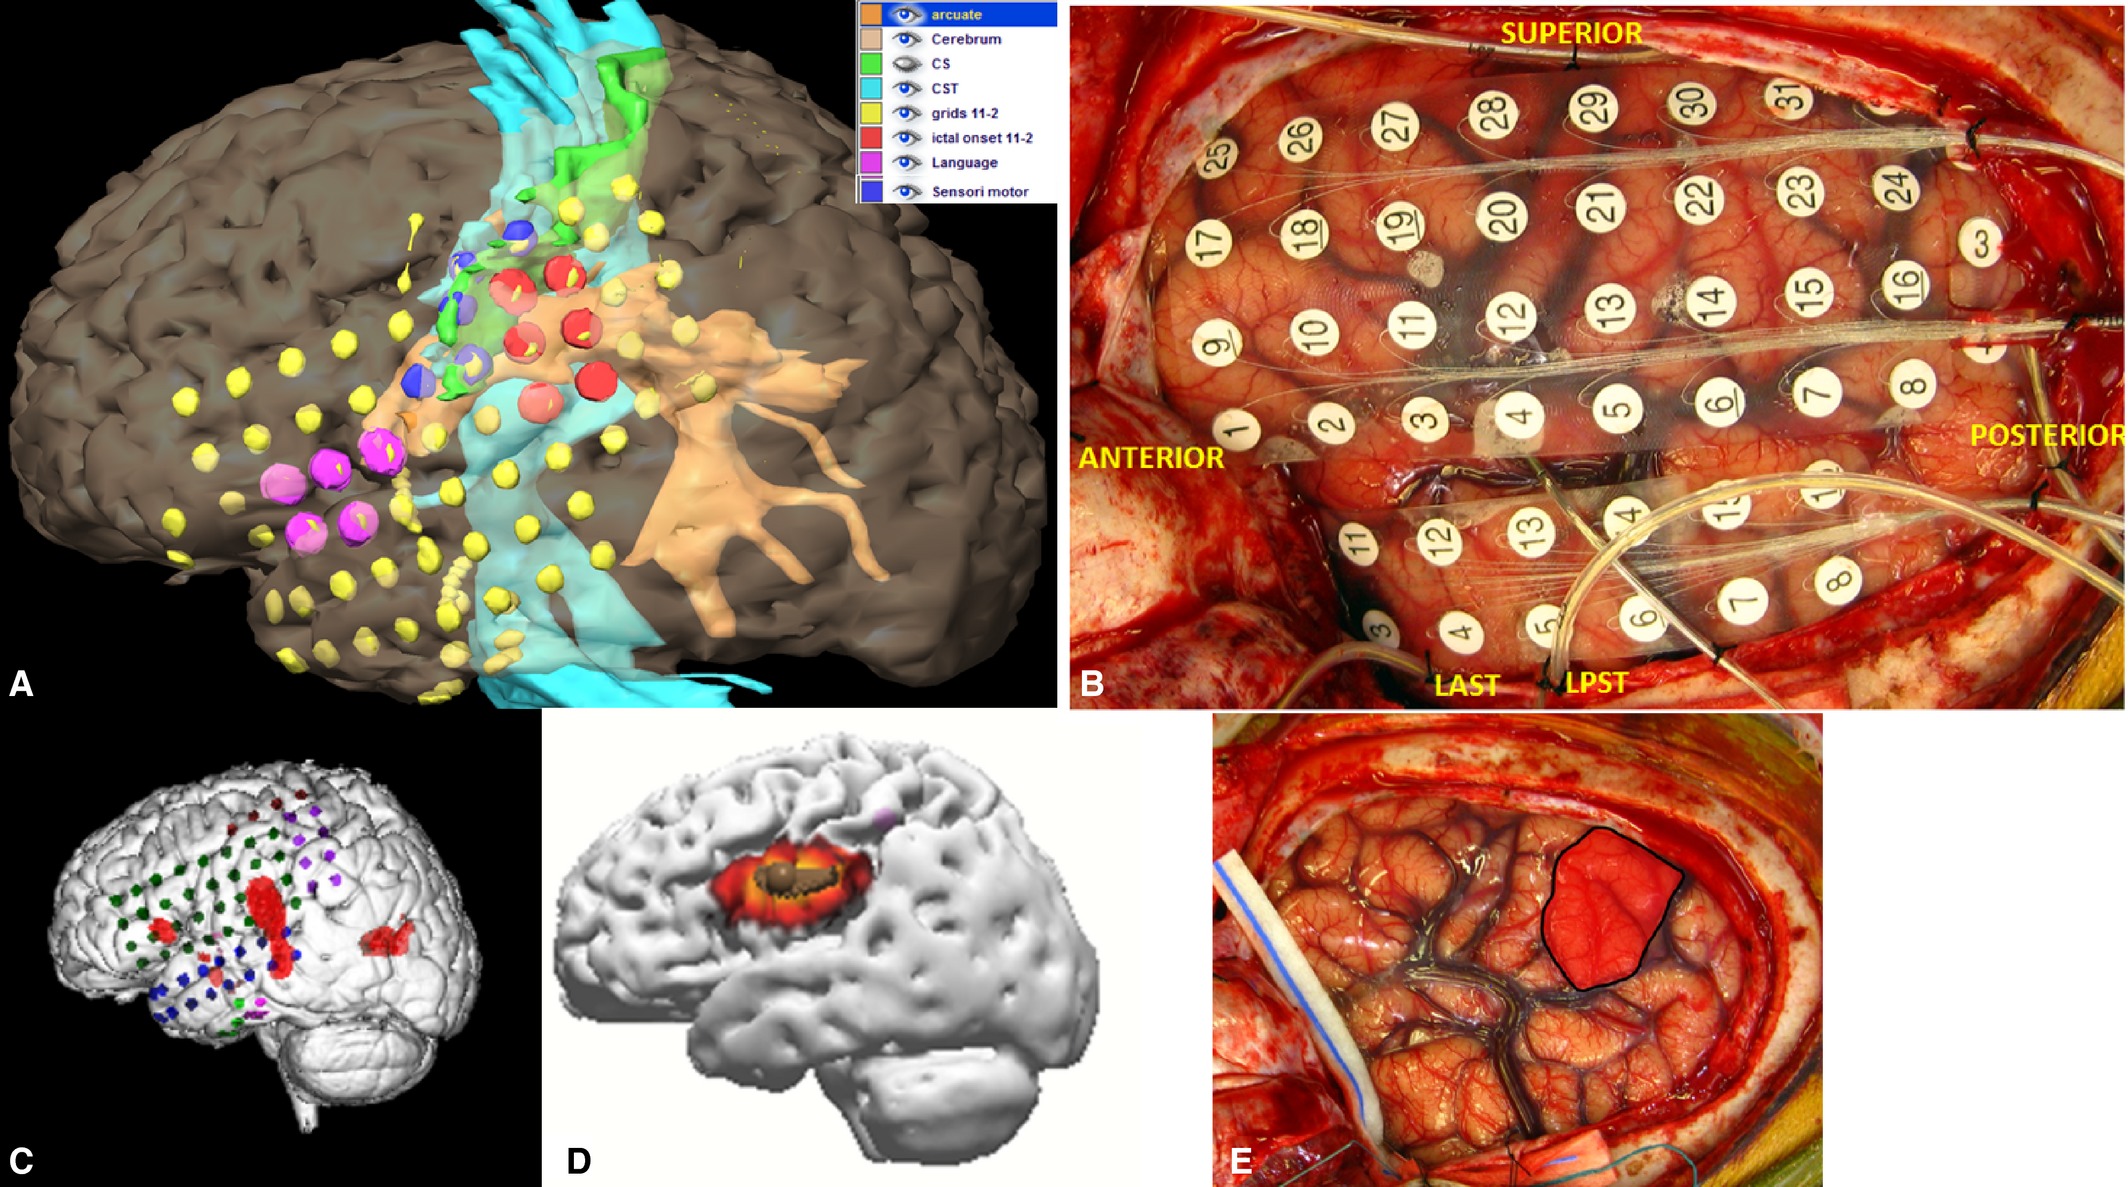 arcuate
Cerebrum
CS
CST
grids 11-2
ictal onset 11-2
Language
Sensori motor
A
SUPERIOR
25 26 27 28 29 30 31
17 18 19 20 21 22 23 24 3
9 10 11 12 13 14 15 16
1 2 3 4 5 6 7 8
ANTERIOR
POSTERIOR
11 12 13
3 4 5 6 7 8
LAST
LPST
B
C
D
E